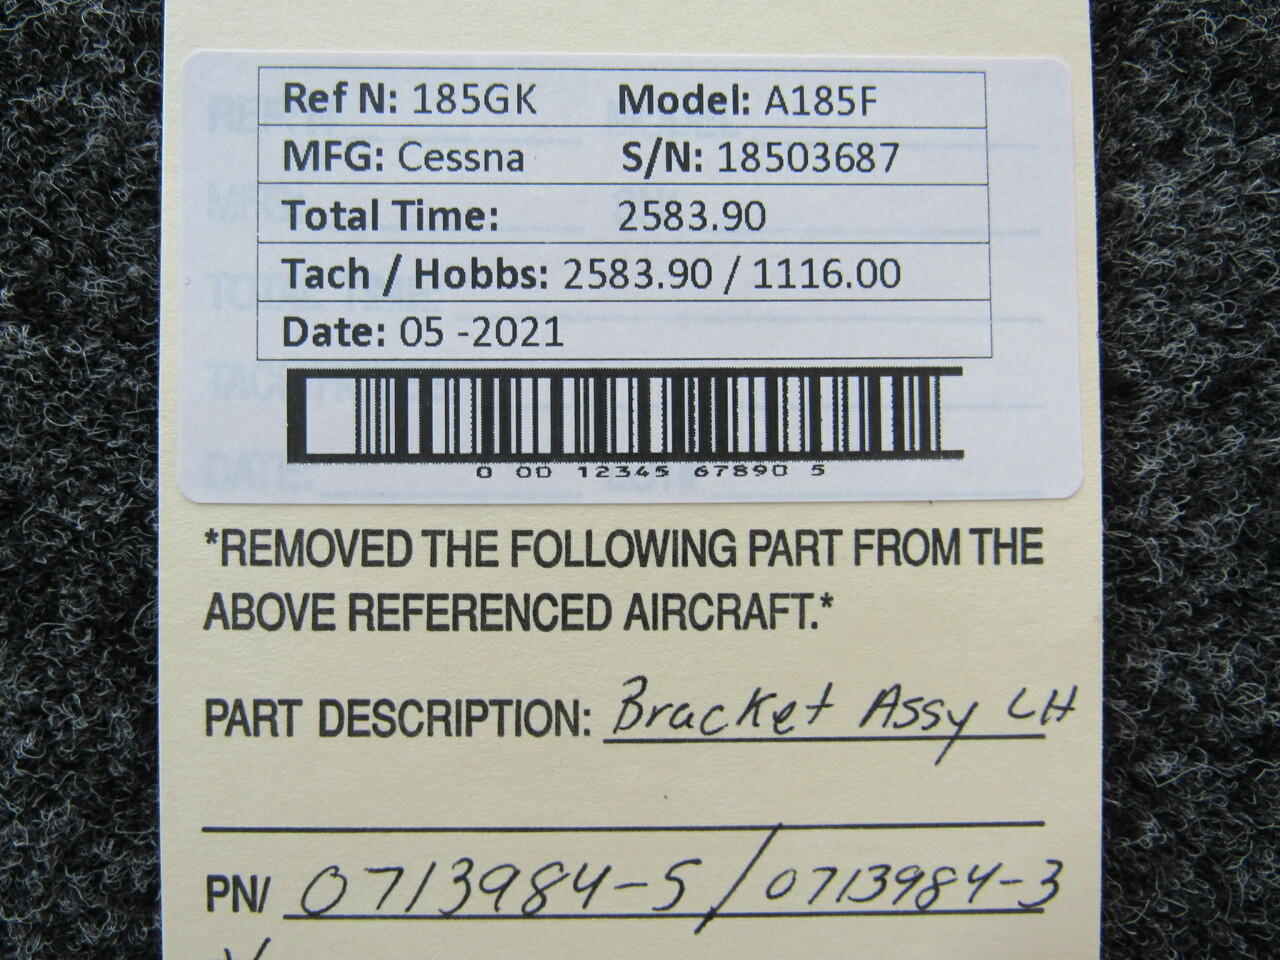 Ref N: 185GK Model: A185F
MFG: Cessna S/N: 18503687
Total Time: 2583.90
Tach / Hobbs: 2583.90 / 1116.00
Date: 05 -2021
0 00 12345 67890 5
*REMOVED THE FOLLOWING PART FROM THE
ABOVE REFERENCED AIRCRAFT.*
PART DESCRIPTION: Bracket Assy LH
PN/ 0713984-5 / 0713984-3